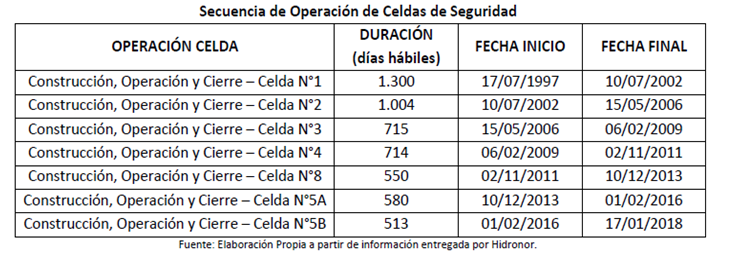 Secuencia de Operación de Celdas de Seguridad
OPERACIÓN CELDA DURACIÓN (días hábiles) FECHA INICIO FECHA FINAL
Construcción, Operación y Cierre – Celda N°1 1.300 17/07/1997 10/07/2002
Construcción, Operación y Cierre – Celda N°2 1.004 10/07/2002 15/05/2006
Construcción, Operación y Cierre – Celda N°3 715 15/05/2006 06/02/2009
Construcción, Operación y Cierre – Celda N°4 714 06/02/2009 02/11/2011
Construcción, Operación y Cierre – Celda N°8 550 02/11/2011 10/12/2013
Construcción, Operación y Cierre – Celda N°5A 580 10/12/2013 01/02/2016
Construcción, Operación y Cierre – Celda N°5B 513 01/02/2016 17/01/2018
Fuente: Elaboración Propia a partir de información entregada por Hidronor.